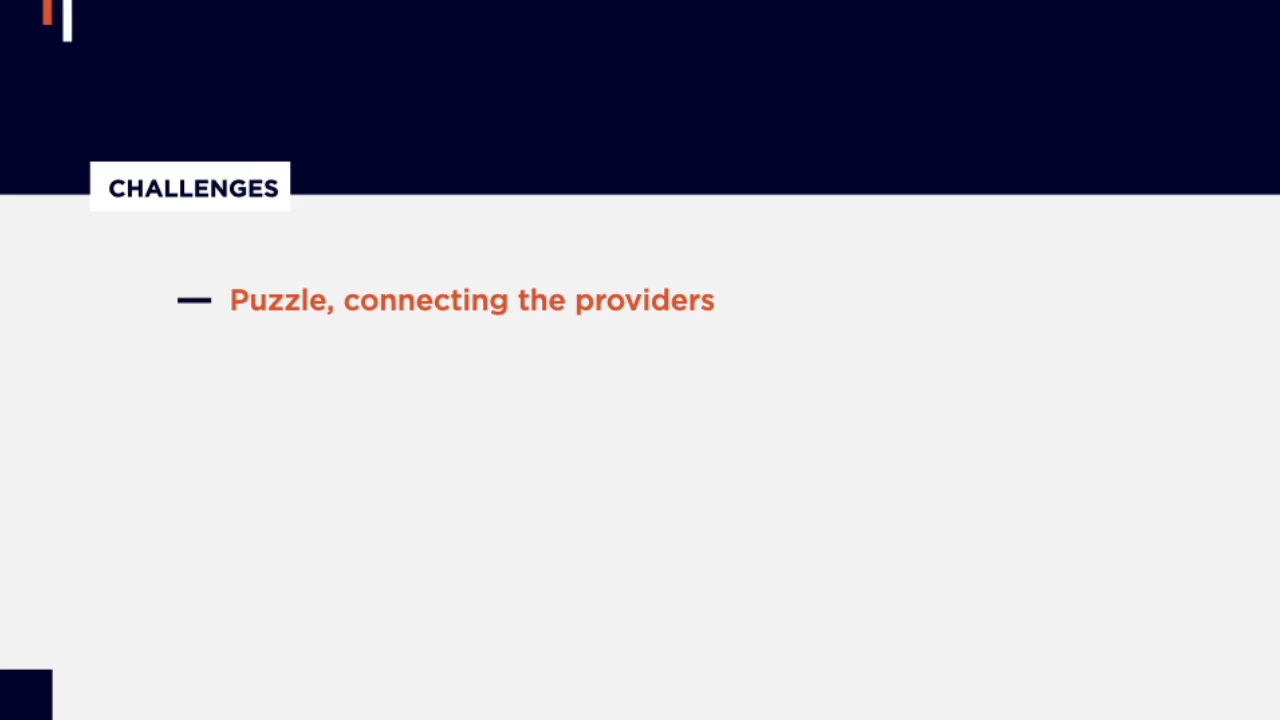 CHALLENGES
— Puzzle, connecting the providers